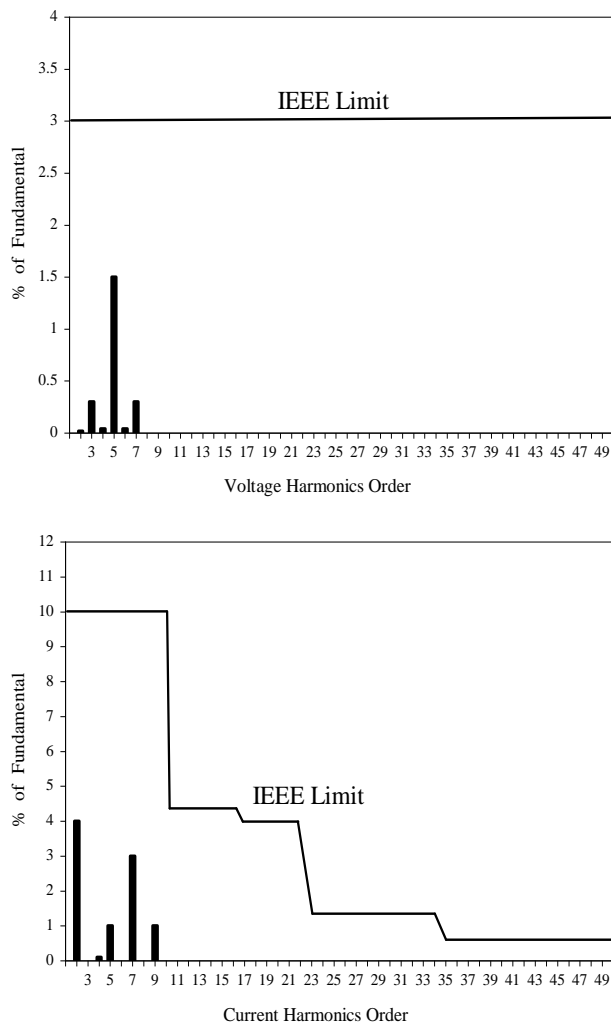 4
3.5
IEEE Limit
3
2.5
2
1.5
1
0.5
0
% of Fundamental
3 5 7 9 11 13 15 17 19 21 23 25 27 29 31 33 35 37 39 41 43 45 47 49
Voltage Harmonics Order
12
11
10
9
8
7
6
5
IEEE Limit
4
3
2
1
0
% of Fundamental
3 5 7 9 11 13 15 17 19 21 23 25 27 29 31 33 35 37 39 41 43 45 47 49
Current Harmonics Order